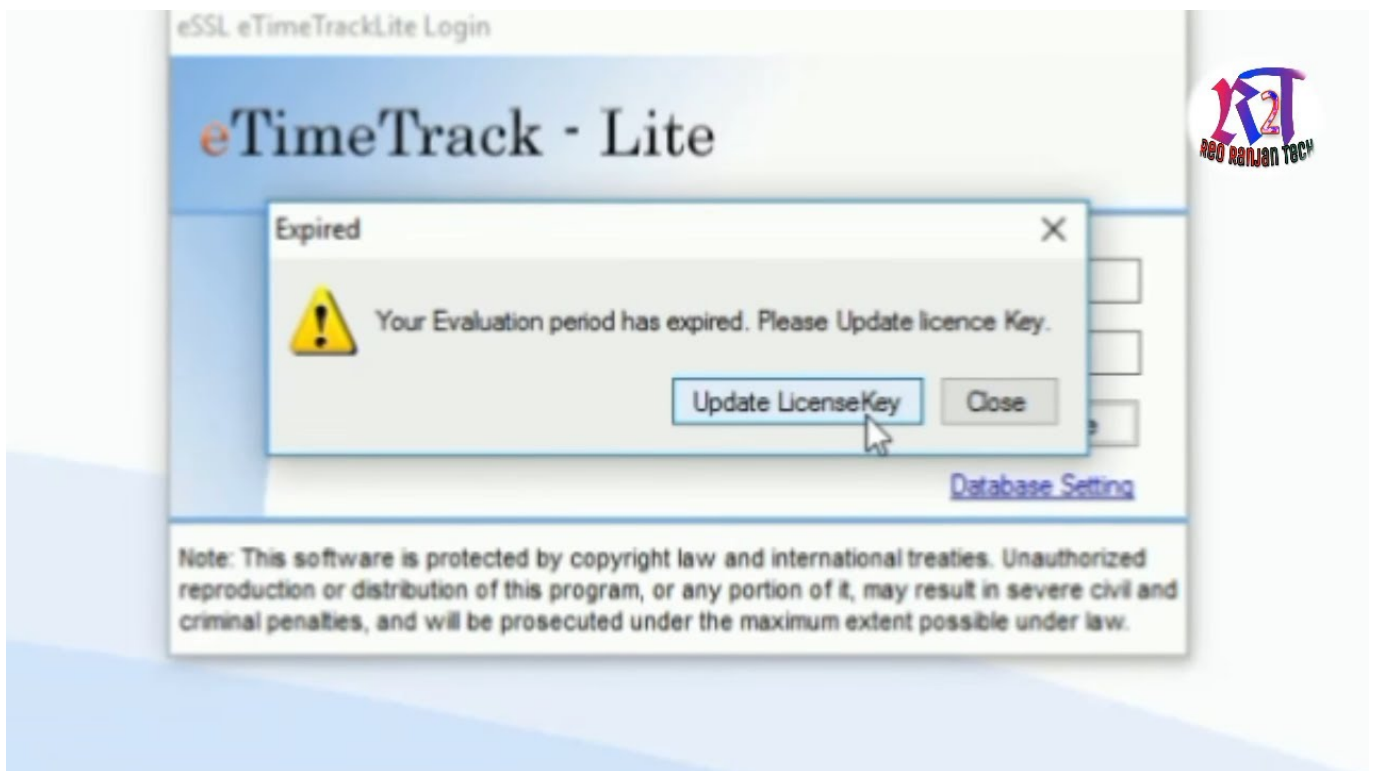 eSSL eTimeTrackLite Login
eTimeTrack - Lite
R2T
REO RANJAN TECH
Expired
Your Evaluation period has expired. Please Update licence Key.
Update LicenseKey
Close
Database Setting
Note: This software is protected by copyright law and international treaties. Unauthorized
reproduction or distribution of this program, or any portion of it, may result in severe civil and
criminal penalties, and will be prosecuted under the maximum extent possible under law.